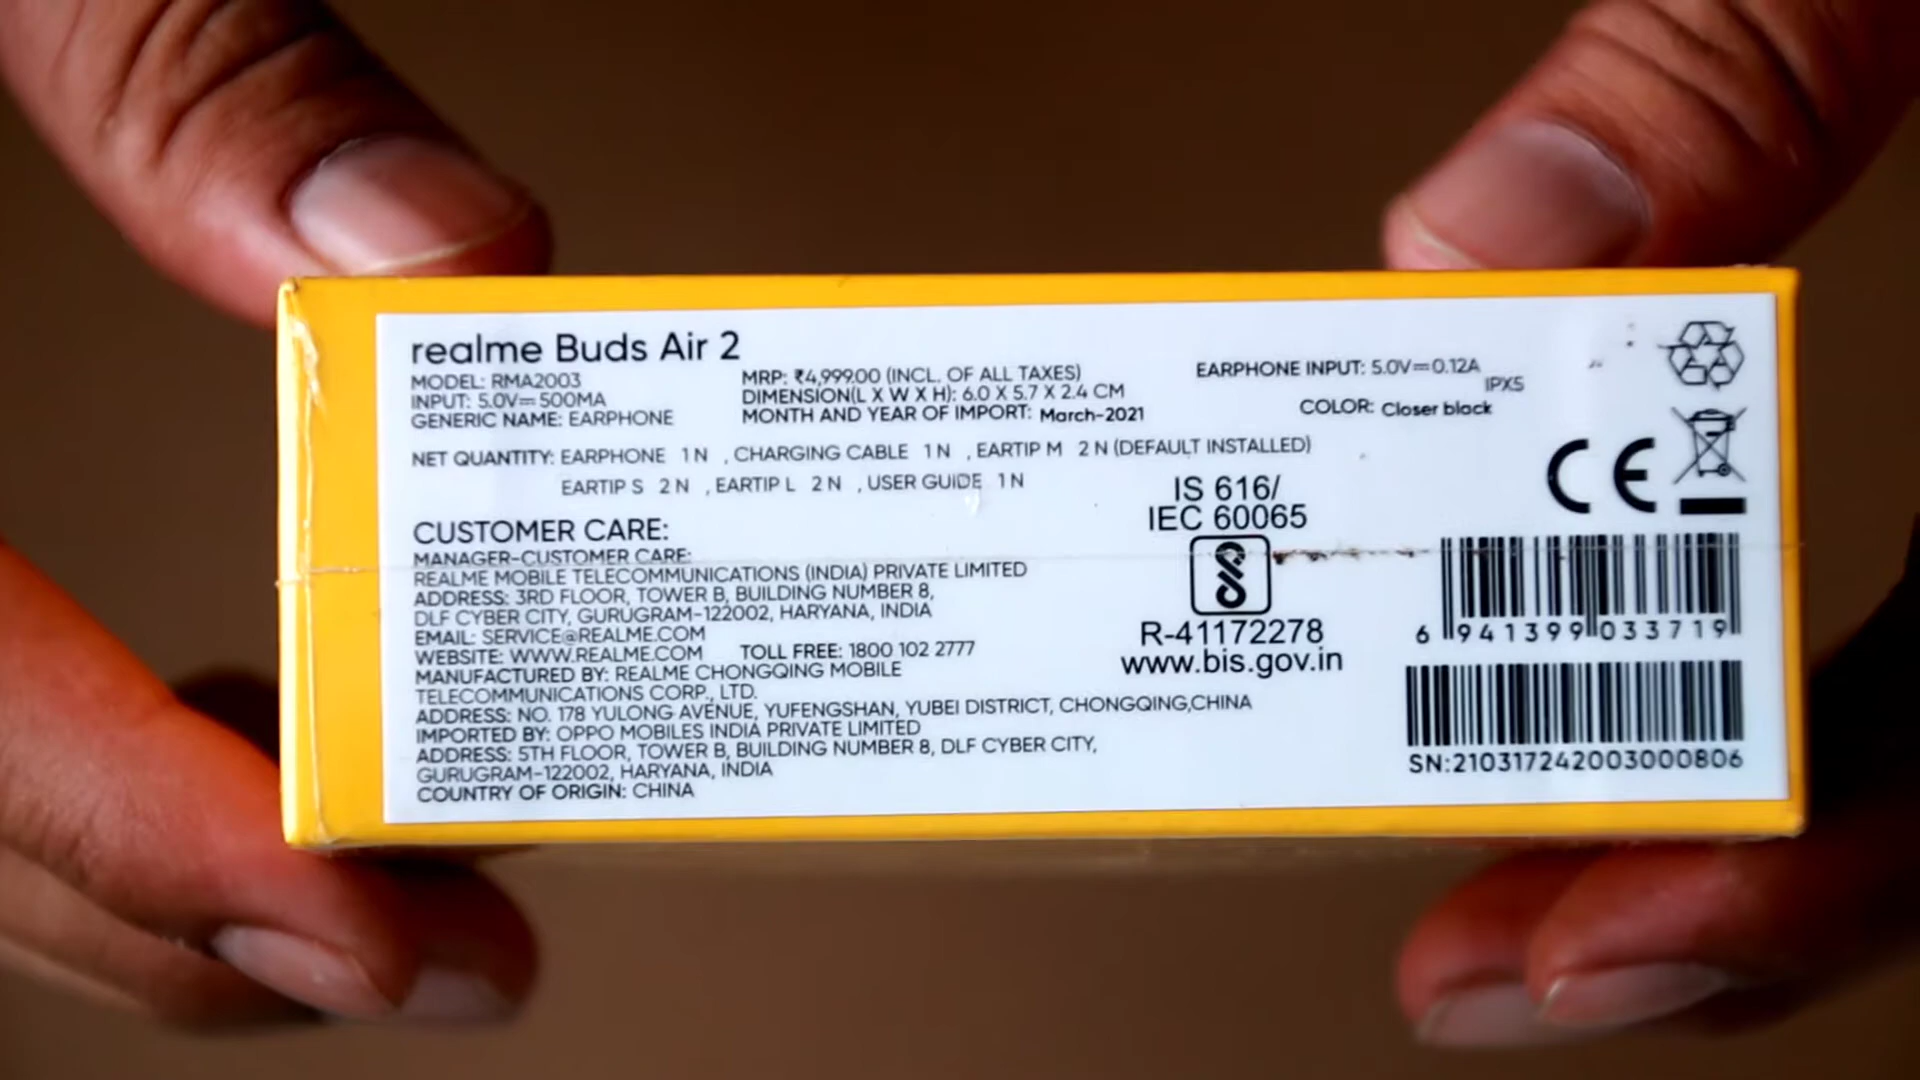 realme Buds Air 2
MODEL: RMA2003
INPUT: 5.0V⎓500MA
GENERIC NAME: EARPHONE
MRP: ₹4,999.00 (INCL. OF ALL TAXES)
DIMENSION(L X W X H): 6.0 X 5.7 X 2.4 CM
MONTH AND YEAR OF IMPORT: March-2021
EARPHONE INPUT: 5.0V⎓0.12A
IPX5
COLOR: Closer black
NET QUANTITY: EARPHONE 1 N , CHARGING CABLE 1 N , EARTIP M 2 N (DEFAULT INSTALLED)
EARTIP S 2 N , EARTIP L 2 N , USER GUIDE 1 N
CUSTOMER CARE:
MANAGER-CUSTOMER CARE:
REALME MOBILE TELECOMMUNICATIONS (INDIA) PRIVATE LIMITED
ADDRESS: 3RD FLOOR, TOWER B, BUILDING NUMBER 8,
DLF CYBER CITY, GURUGRAM-122002, HARYANA, INDIA
EMAIL: SERVICE@REALME.COM
WEBSITE: WWW.REALME.COM TOLL FREE: 1800 102 2777
MANUFACTURED BY: REALME CHONGQING MOBILE
TELECOMMUNICATIONS CORP., LTD.
ADDRESS: NO. 178 YULONG AVENUE, YUFENGSHAN, YUBEI DISTRICT, CHONGQING,CHINA
IMPORTED BY: OPPO MOBILES INDIA PRIVATE LIMITED
ADDRESS: 5TH FLOOR, TOWER B, BUILDING NUMBER 8, DLF CYBER CITY,
GURUGRAM-122002, HARYANA, INDIA
COUNTRY OF ORIGIN: CHINA
IS 616/
IEC 60065
R-41172278
www.bis.gov.in
CE
6 941399 033719
SN:210317242003000806